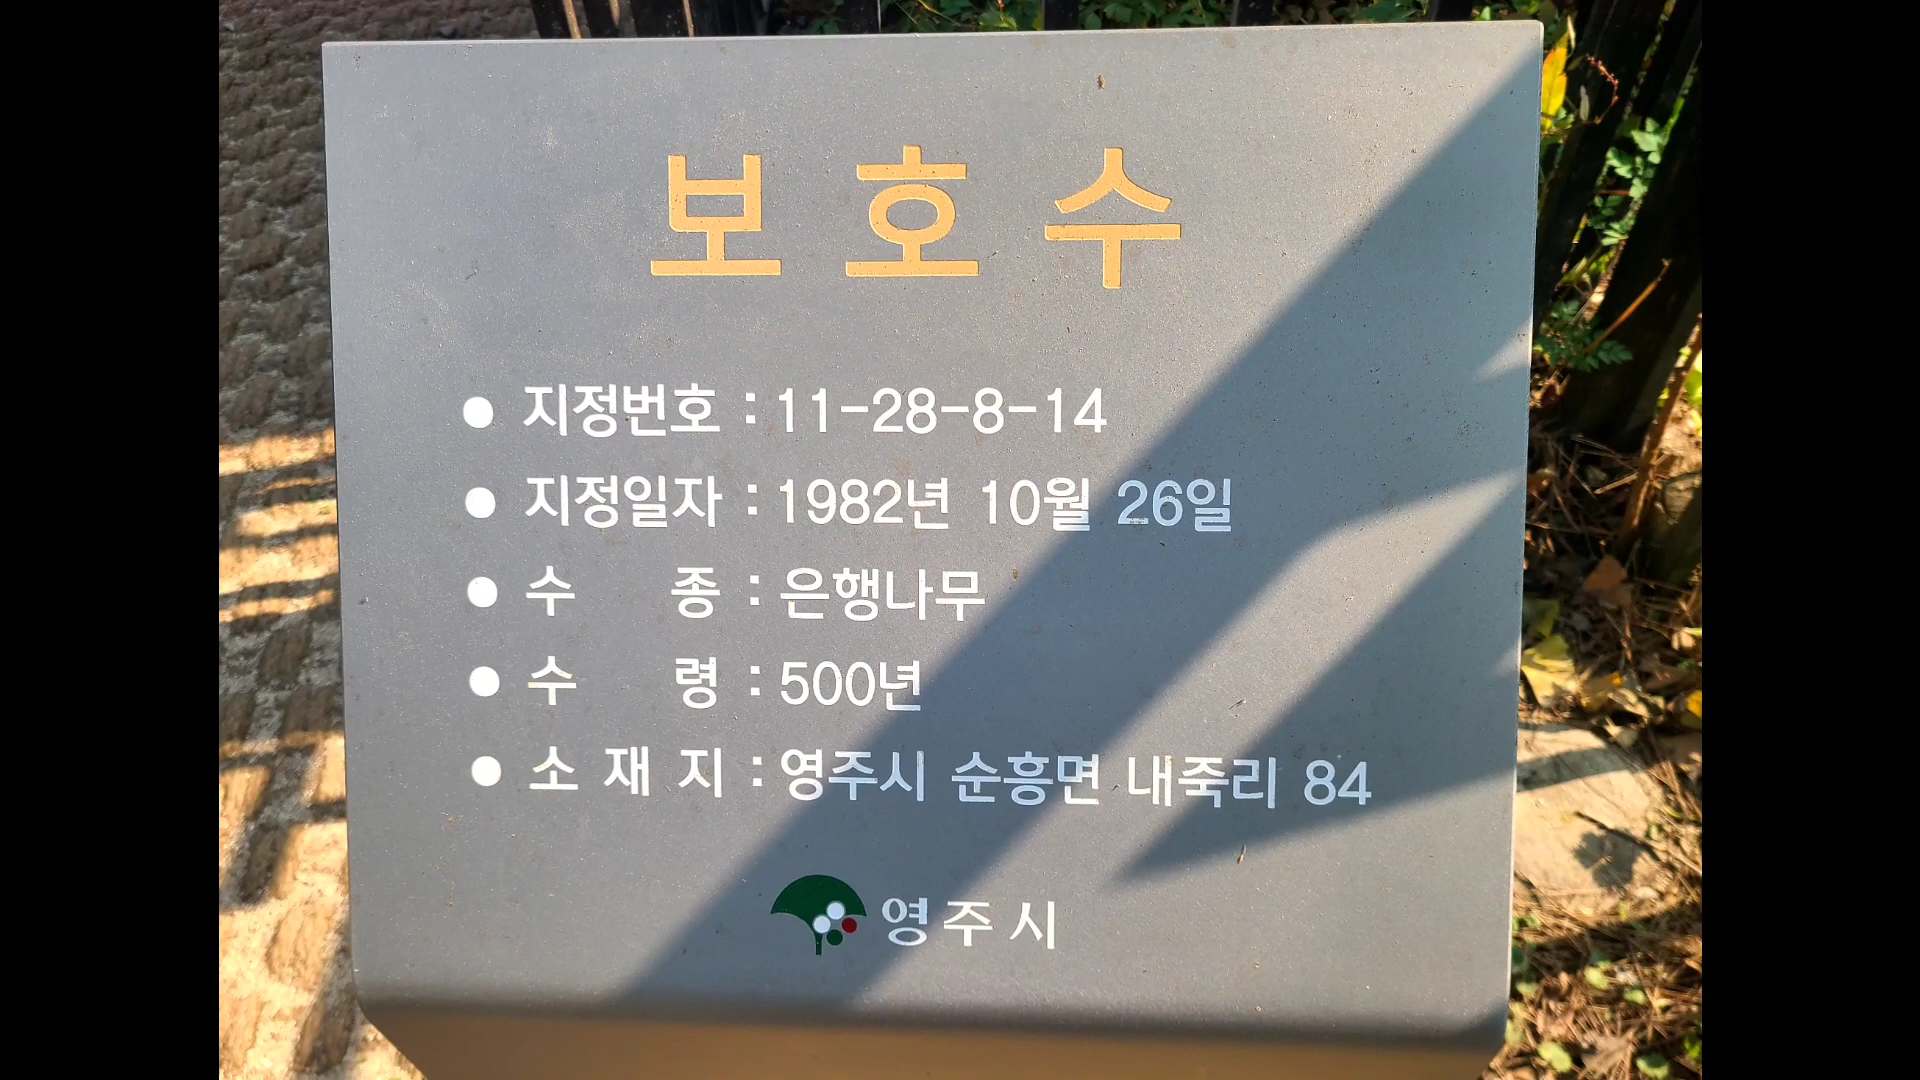 보호수
● 지정번호 : 11-28-8-14
● 지정일자 : 1982년 10월 26일
● 수 종 : 은행나무
● 수 령 : 500년
● 소 재 지 : 영주시 순흥면 내죽리 84
영주시